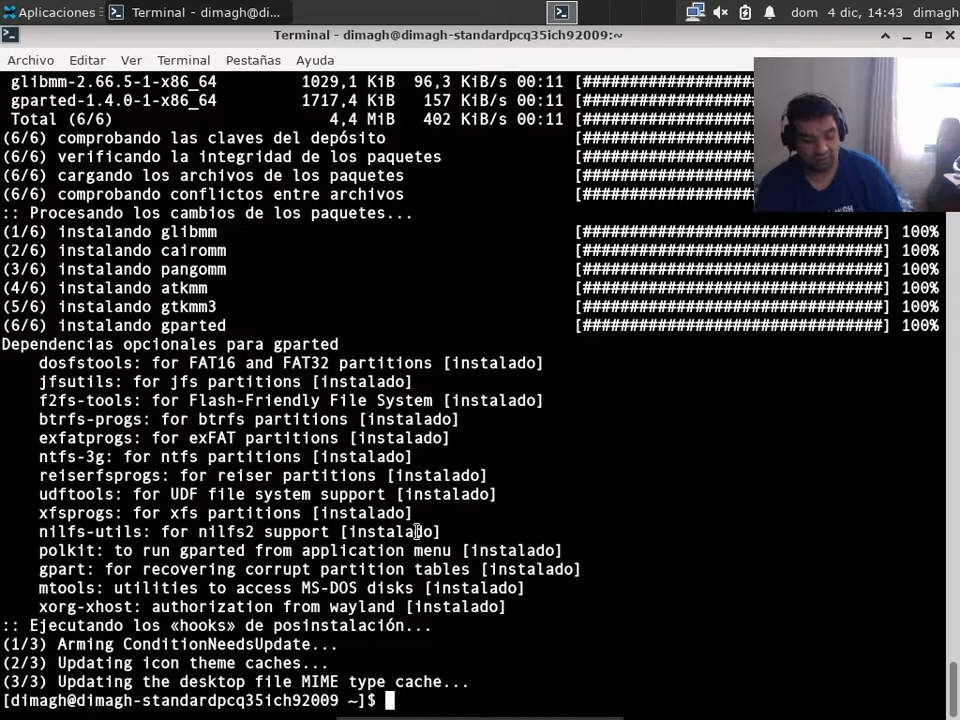 Aplicaciones
Terminal - dimagh@di...
dom 4 dic, 14:43
dimagh
Terminal - dimagh@dimagh-standardpcq35ich92009:~
Archivo Editar Ver Terminal Pestañas Ayuda
glibmm-2.66.5-1-x86_64 1029,1 KiB 96,3 KiB/s 00:11 [###################
gparted-1.4.0-1-x86_64 1717,4 KiB 157 KiB/s 00:11 [###################
Total (6/6) 4,4 MiB 402 KiB/s 00:11 [###################
(6/6) comprobando las claves del depósito [###################
(6/6) verificando la integridad de los paquetes [###################
(6/6) cargando los archivos de los paquetes [###################
(6/6) comprobando conflictos entre archivos [###################
:: Procesando los cambios de los paquetes...
(1/6) instalando glibmm [################################] 100%
(2/6) instalando cairomm [################################] 100%
(3/6) instalando pangomm [################################] 100%
(4/6) instalando atkmm [################################] 100%
(5/6) instalando gtkmm3 [################################] 100%
(6/6) instalando gparted [################################] 100%
Dependencias opcionales para gparted
dosfstools: for FAT16 and FAT32 partitions [instalado]
jfsutils: for jfs partitions [instalado]
f2fs-tools: for Flash-Friendly File System [instalado]
btrfs-progs: for btrfs partitions [instalado]
exfatprogs: for exFAT partitions [instalado]
ntfs-3g: for ntfs partitions [instalado]
reiserfsprogs: for reiser partitions [instalado]
udftools: for UDF file system support [instalado]
xfsprogs: for xfs partitions [instalado]
nilfs-utils: for nilfs2 support [instalado]
polkit: to run gparted from application menu [instalado]
gpart: for recovering corrupt partition tables [instalado]
mtools: utilities to access MS-DOS disks [instalado]
xorg-xhost: authorization from wayland [instalado]
:: Ejecutando los «hooks» de posinstalación...
(1/3) Arming ConditionNeedsUpdate...
(2/3) Updating icon theme caches...
(3/3) Updating the desktop file MIME type cache...
[dimagh@dimagh-standardpcq35ich92009 ~]$